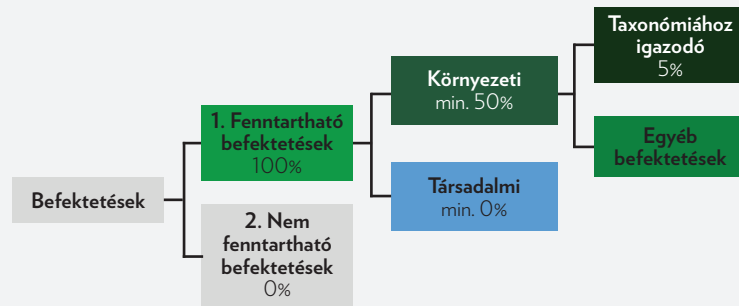 Befektetések
1. Fenntartható
befektetések
100%
2. Nem
fenntartható
befektetések
0%
Környezeti
min. 50%
Társadalmi
min. 0%
Taxonómiához
igazodó
5%
Egyéb
befektetések